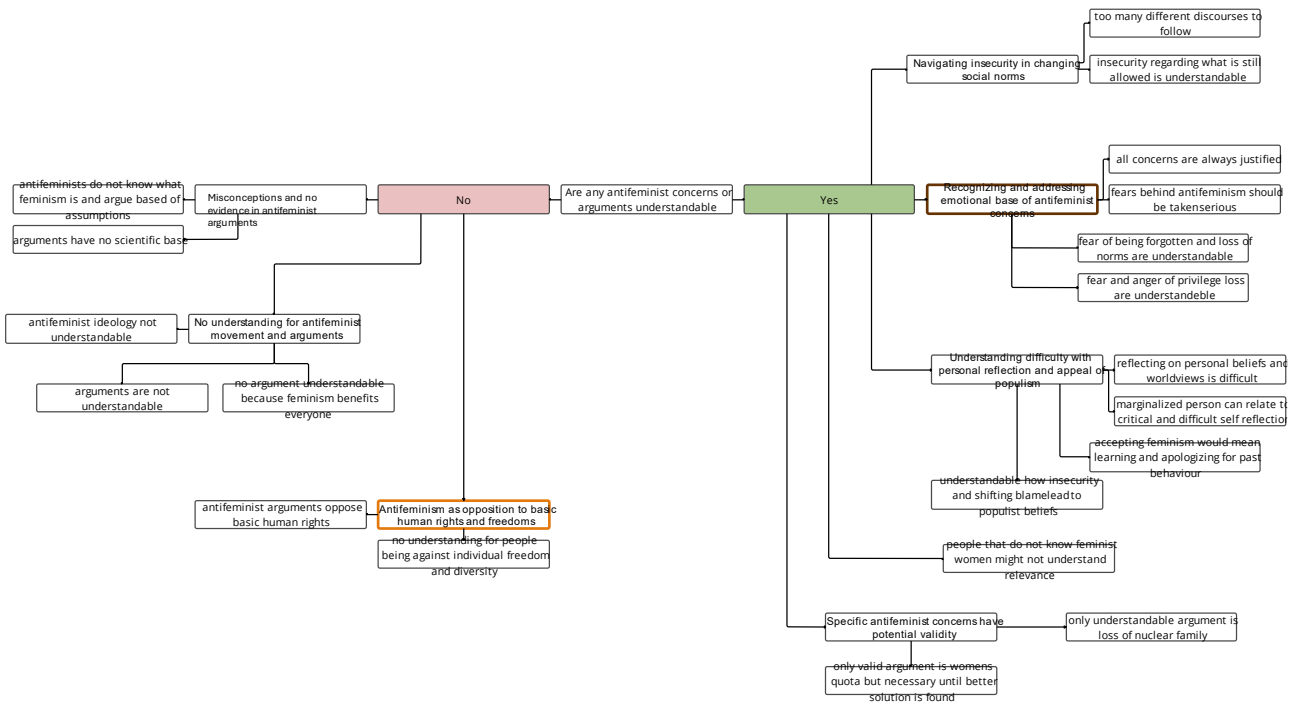 too many different discourses to
follow
Navigating insecurity in changing
social norms
insecurity regarding what is still
allowed is understandable
all concerns are always justified
antifeminists do not know what
feminism is and argue based of
assumptions
Misconceptions and no
evidence in antifeminist
arguments
No
Are any antifeminist concerns or
arguments understandable
Yes
Recognizing and addressing
emotional base of antifeminist
concerns
fears behind antifeminism should
be taken serious
arguments have no scientific base
fear of being forgotten and loss of
norms are understandable
fear and anger of privilege loss
are understandeble
antifeminist ideology not
understandable
No understanding for antifeminist
movement and arguments
arguments are not
understandable
no argument understandable
because feminism benefits
everyone
Understanding difficulty with
personal reflection and appeal of
populism
reflecting on personal beliefs and
worldviews is difficult
marginalized person can relate to
critical and difficult self reflection
accepting feminism would mean
learning and apologizing for past
behaviour
understandable how insecurity
and shifting blame lead to
populist beliefs
antifeminist arguments oppose
basic human rights
Antifeminism as opposition to basic
human rights and freedoms
no understanding for people
being against individual freedom
and diversity
people that do not know feminist
women might not understand
relevance
Specific antifeminist concerns have
potential validity
only understandable argument is
loss of nuclear family
only valid argument is womens
quota but necessary until better
solution is found